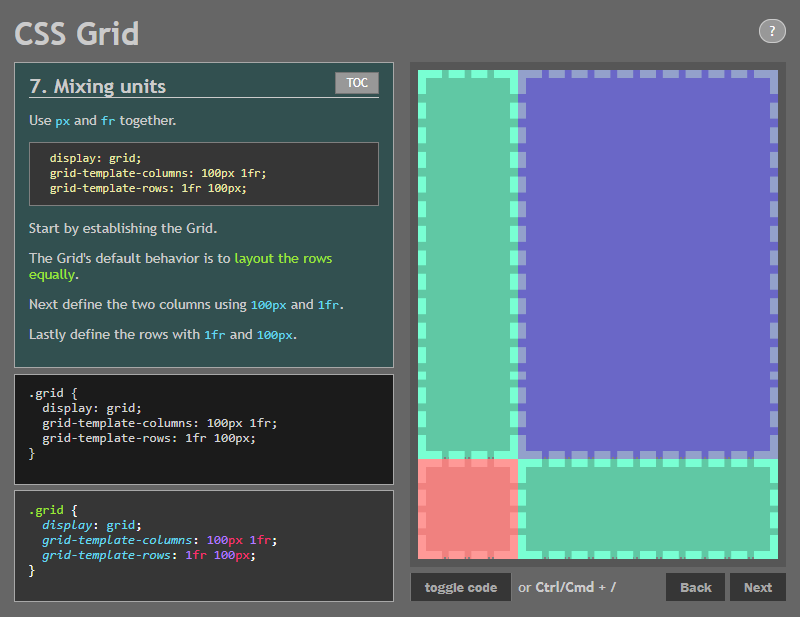 CSS Grid
?
7. Mixing units
TOC
Use px and fr together.
display: grid;
grid-template-columns: 100px 1fr;
grid-template-rows: 1fr 100px;
Start by establishing the Grid.
The Grid's default behavior is to layout the rows
equally.
Next define the two columns using 100px and 1fr.
Lastly define the rows with 1fr and 100px.
.grid {
display: grid;
grid-template-columns: 100px 1fr;
grid-template-rows: 1fr 100px;
}
.grid {
display: grid;
grid-template-columns: 100px 1fr;
grid-template-rows: 1fr 100px;
}
toggle code or Ctrl/Cmd + /
Back
Next